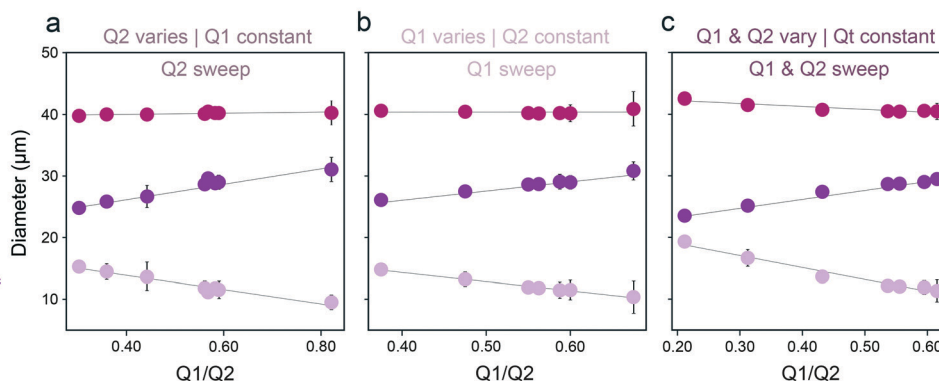 a
Q2 varies | Q1 constant
b
Q1 varies | Q2 constant
c
Q1 & Q2 vary | Qt constant
Q2 sweep
Q1 sweep
Q1 & Q2 sweep
Diameter (µm)
50
40
30
20
10
0.40
0.60
0.80
Q1/Q2
0.40
0.50
0.60
Q1/Q2
0.20
0.30
0.40
0.50
0.60
Q1/Q2